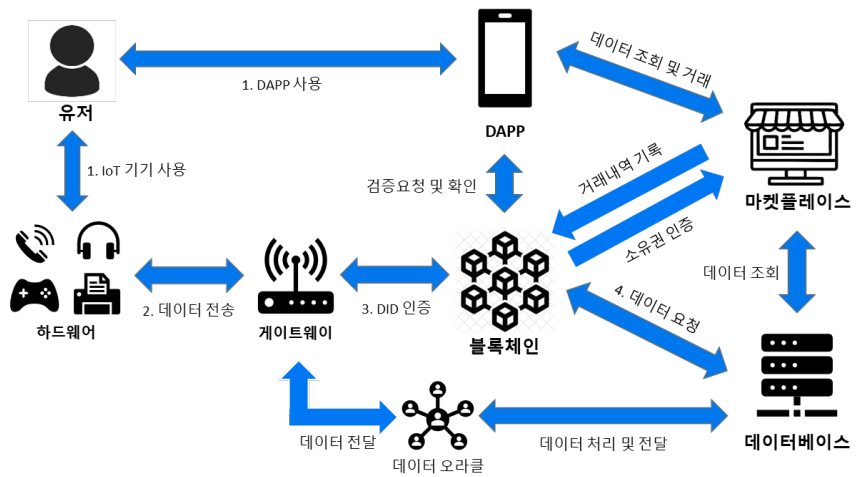 데이터 조회 및 거래
1. DAPP 사용
유저
DAPP
1. IoT 기기 사용
검증요청 및 확인
거래내역 기록
소유권 인증
마켓플레이스
데이터 조회
2. 데이터 전송
3. DID 인증
4. 데이터 요청
하드웨어
게이트웨이
블록체인
데이터 전달
데이터 처리 및 전달
데이터베이스
데이터 오라클